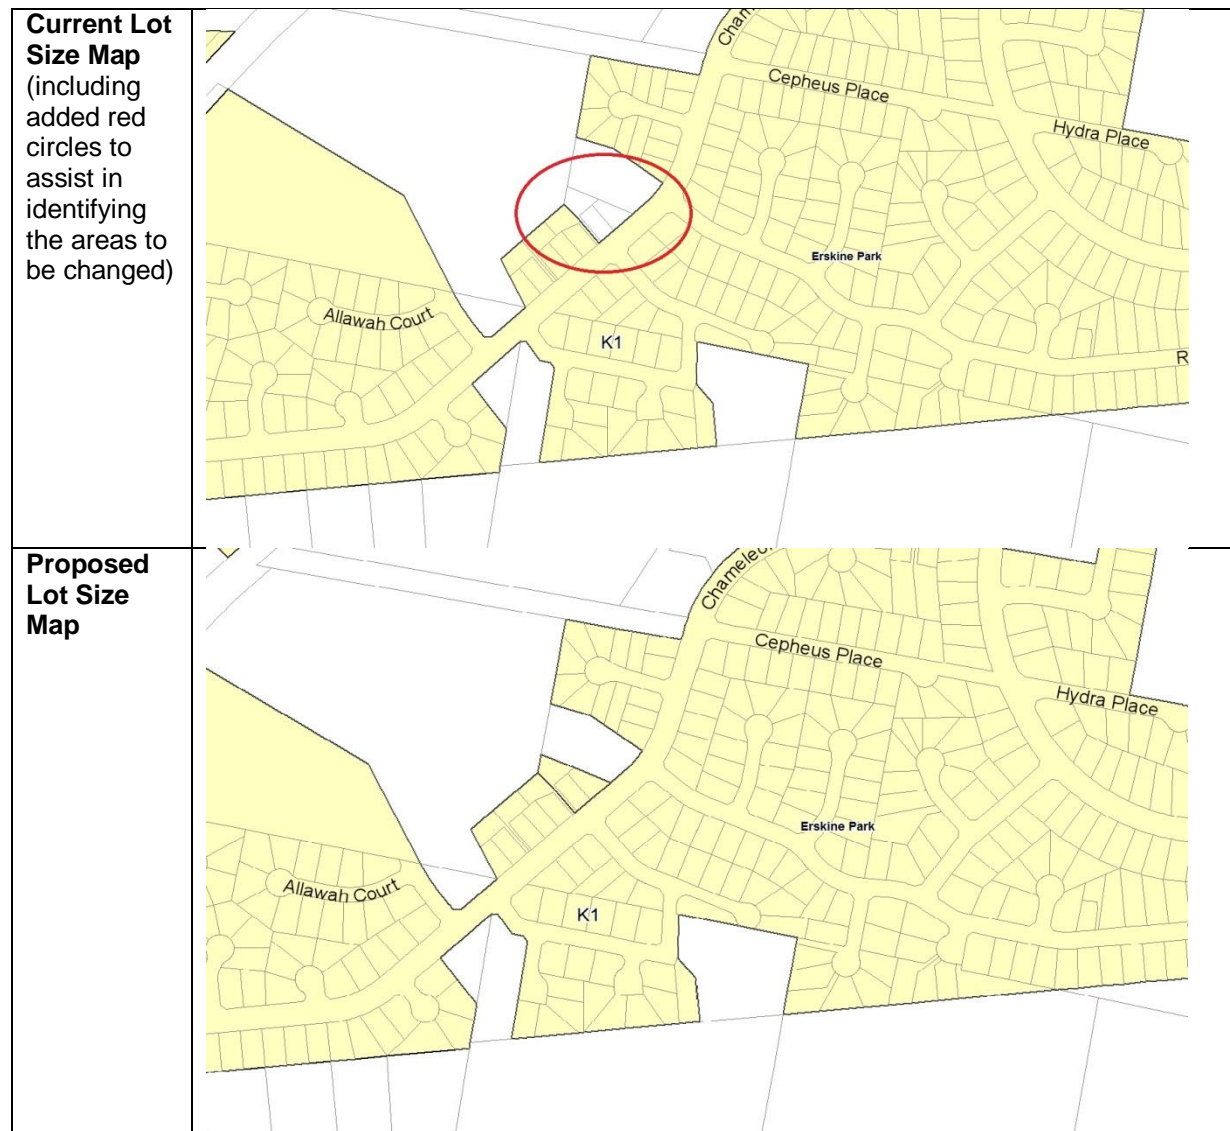 Current Lot
Size Map
(including
added red
circles to
assist in
identifying
the areas to
be changed)
Cham
Cepheus Place
Hydra Place
Erskine Park
Allawah Court
K1
R
Proposed
Lot Size
Map
Chameleo
Cepheus Place
Hydra Place
Erskine Park
Allawah Court
K1